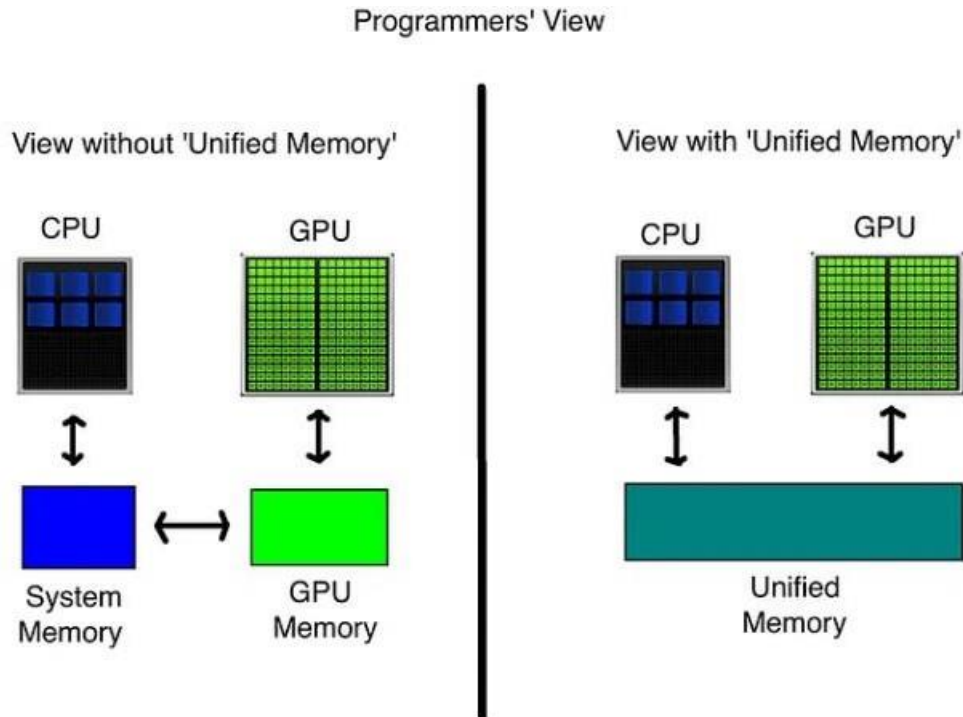 Programmers' View
View without 'Unified Memory'
CPU
GPU
System
Memory
GPU
Memory
View with 'Unified Memory'
CPU
GPU
Unified
Memory